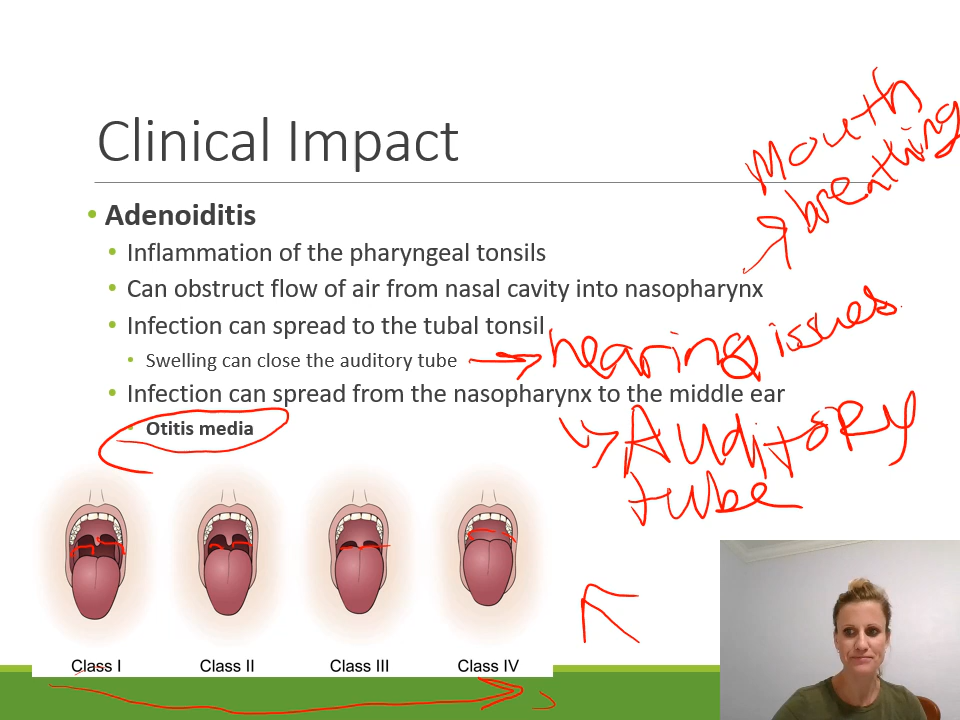 Clinical Impact
Mouth
breathing
Adenoiditis
Inflammation of the pharyngeal tonsils
Can obstruct flow of air from nasal cavity into nasopharynx
Infection can spread to the tubal tonsil
hearing issues
Swelling can close the auditory tube
Infection can spread from the nasopharynx to the middle ear
Otitis media
Auditory
tube
Class I Class II Class III Class IV